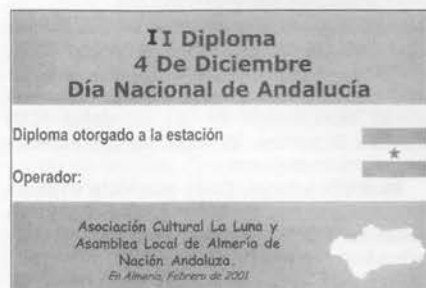 II Diploma
4 De Diciembre
Día Nacional de Andalucía
Diploma otorgado a la estación
Operador:
Asociación Cultural La Luna y
Asamblea Local de Almería de
Nación Andaluza.
En Almería, Febrero de 2001